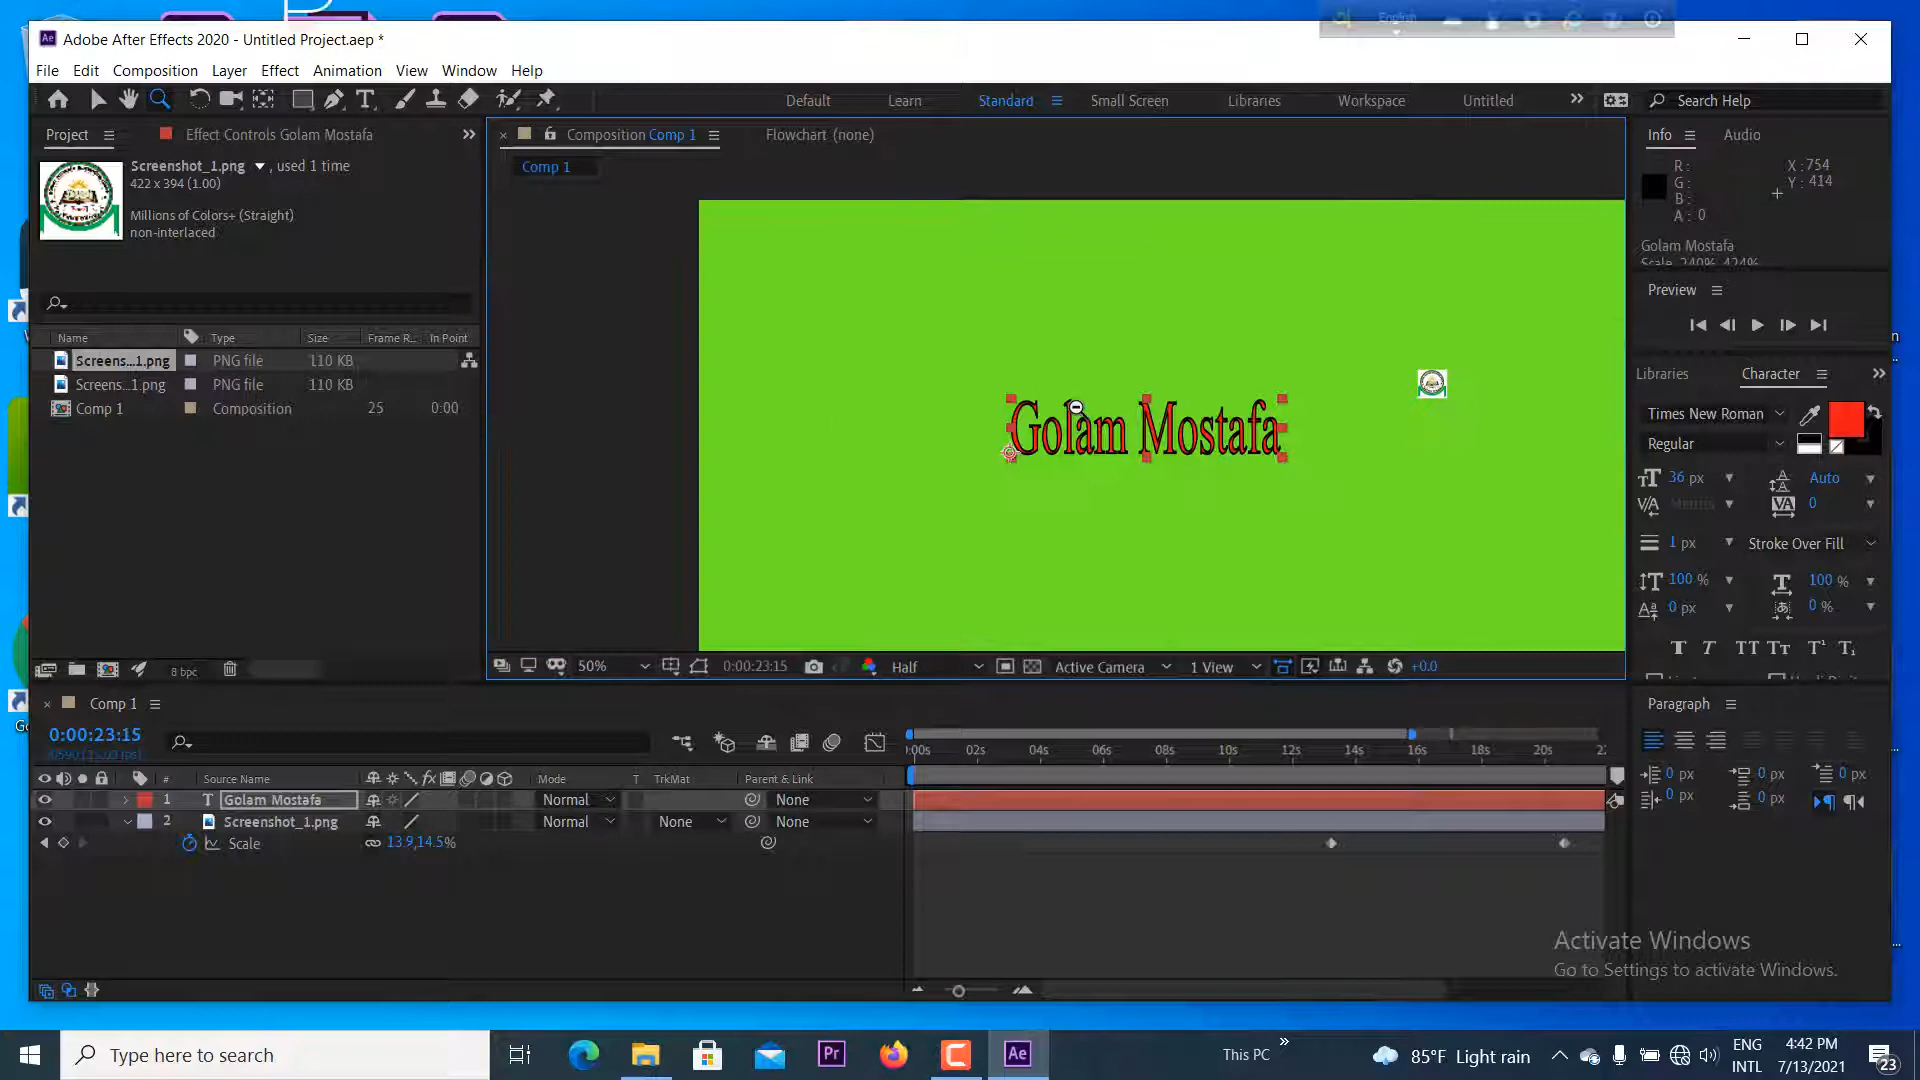 Adobe After Effects 2020 - Untitled Project.aep *
English
File Edit Composition Layer Effect Animation View Window Help
Default Learn Standard Small Screen Libraries Workspace Untitled Search Help
Project Effect Controls Golam Mostafa
Composition Comp 1 Flowchart (none)
Info Audio
Screenshot_1.png , used 1 time
422 x 394 (1.00)
Millions of Colors+ (Straight)
non-interlaced
Comp 1
R :
G :
B :
A : 0
X : 754
Y : 414
Golam Mostafa
Scale 240% 424%
Preview
Name Type Size Frame R... In Point
Screens...1.png PNG file 110 KB
Screens...1.png PNG file 110 KB
Comp 1 Composition 25 0:00
Golam Mostafa
Libraries Character
Times New Roman
Regular
36 px Auto
Metrics 0
1 px Stroke Over Fill
100 % 100 %
0 px 0 %
8 bpc
50% 0:00:23:15 Half Active Camera 1 View +0.0
Comp 1
Paragraph
0:00:23:15
:00s 02s 04s 06s 08s 10s 12s 14s 16s 18s 20s
Source Name Mode T TrkMat Parent & Link
1 T Golam Mostafa Normal None
2 Screenshot_1.png Normal None None
Scale 13.9,14.5%
0 px 0 px 0 px
0 px 0 px
Activate Windows
Go to Settings to activate Windows.
Type here to search
Pr
Ae
This PC
85°F Light rain
ENG
INTL
4:42 PM
7/13/2021
23